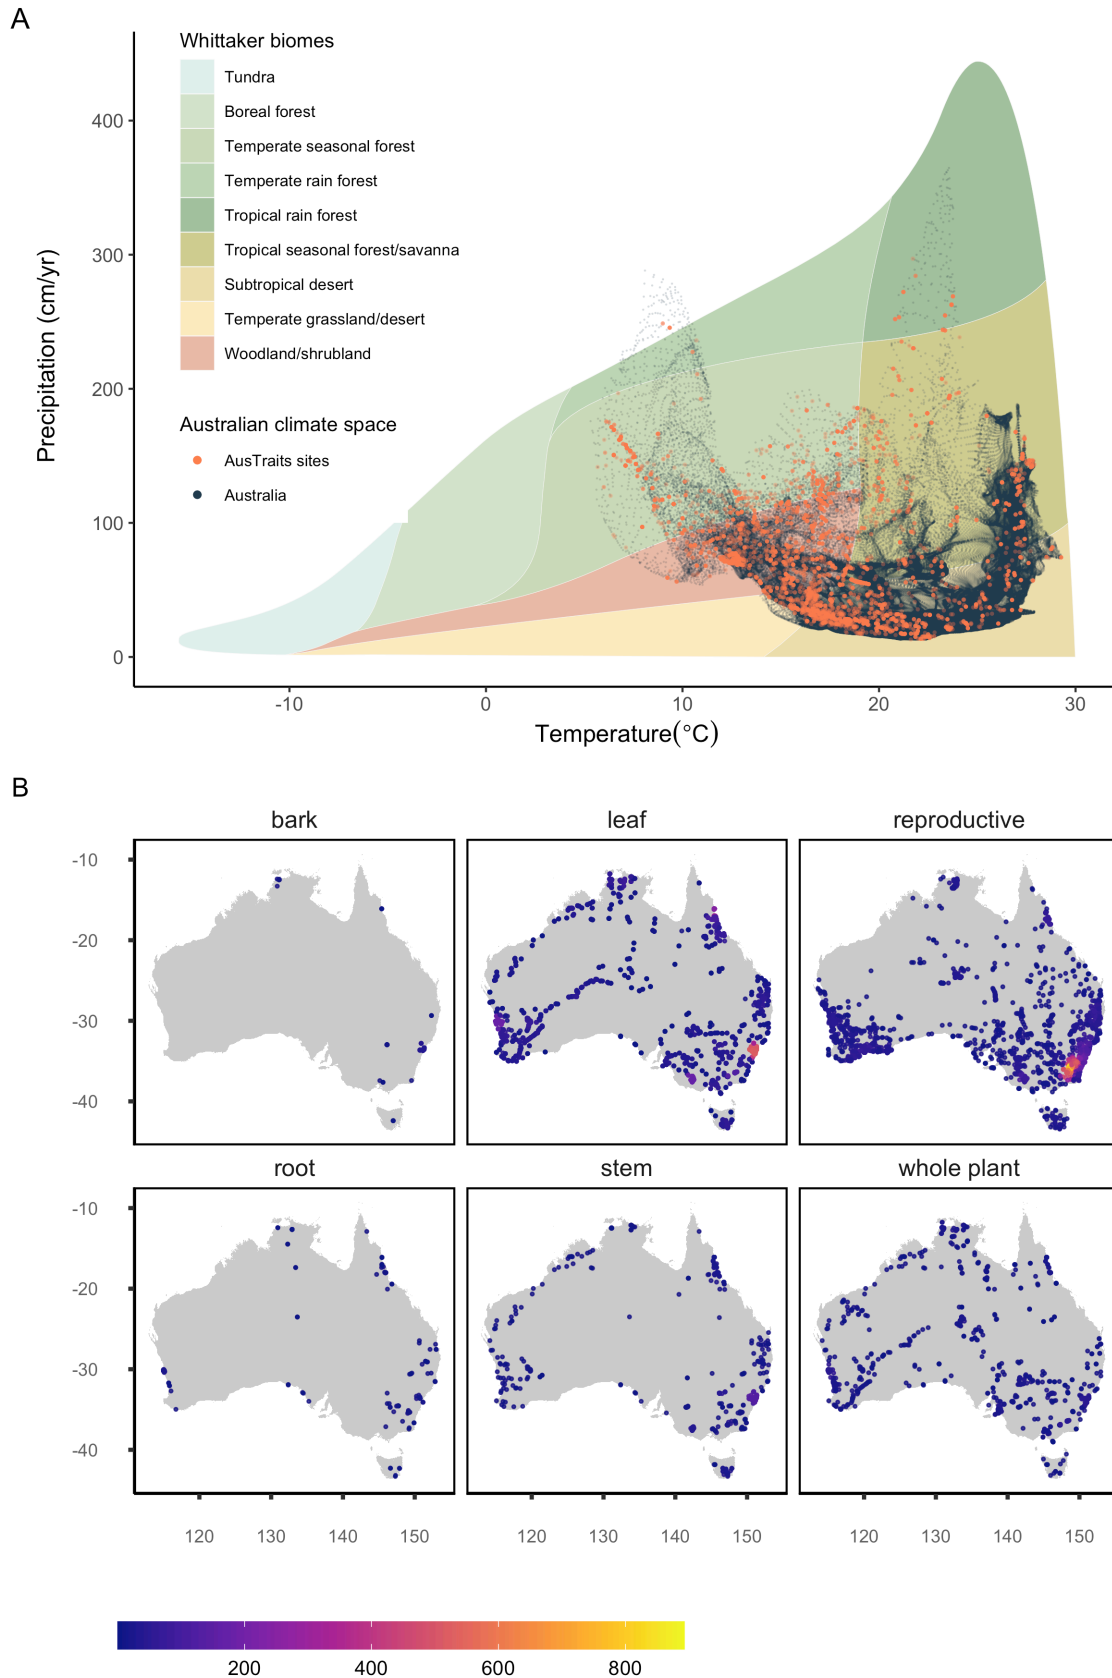 A
Whittaker biomes
Tundra
Boreal forest
Temperate seasonal forest
Temperate rain forest
Tropical rain forest
Tropical seasonal forest/savanna
Subtropical desert
Temperate grassland/desert
Woodland/shrubland
Australian climate space
AusTraits sites
Australia
Precipitation (cm/yr)
400
300
200
100
0
-10 0 10 20 30
Temperature(°C)
B
bark leaf reproductive
-10
-20
-30
-40
root stem whole plant
-10
-20
-30
-40
120 130 140 150 120 130 140 150 120 130 140 150
200 400 600 800